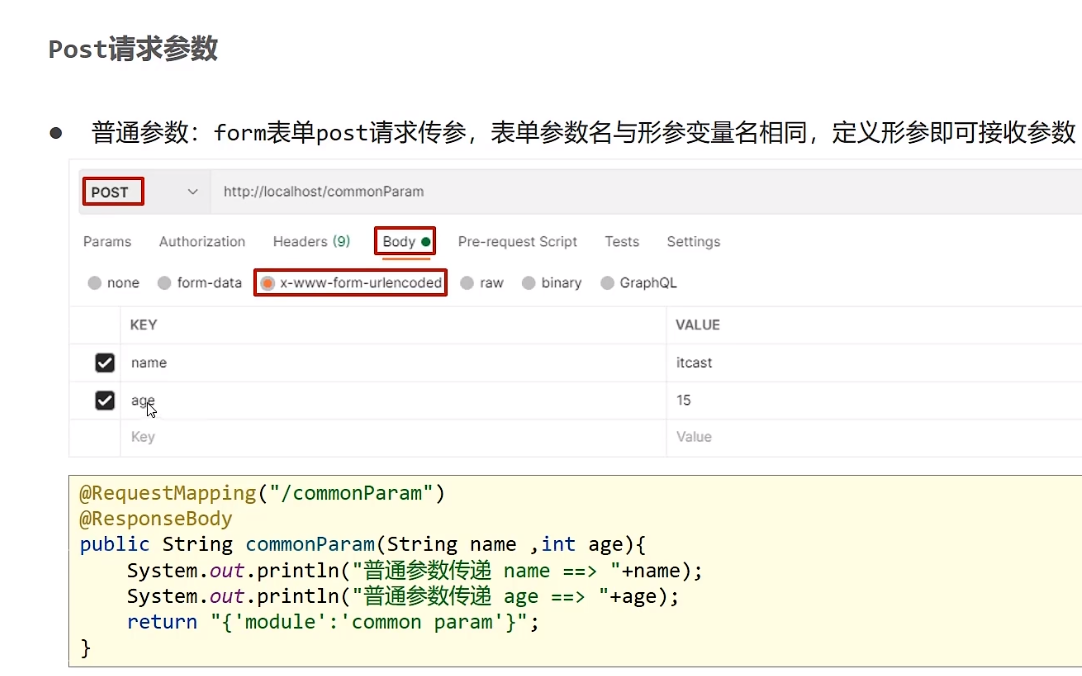 Post请求参数
● 普通参数：form表单post请求传参，表单参数名与形参变量名相同，定义形参即可接收参数
POST http://localhost/commonParam
Params Authorization Headers (9) Body Pre-request Script Tests Settings
none form-data x-www-form-urlencoded raw binary GraphQL
KEY VALUE
name itcast
age 15
Key Value
@RequestMapping("/commonParam")
@ResponseBody
public String commonParam(String name ,int age){
System.out.println("普通参数传递 name ==> "+name);
System.out.println("普通参数传递 age ==> "+age);
return "{'module':'common param'}";
}